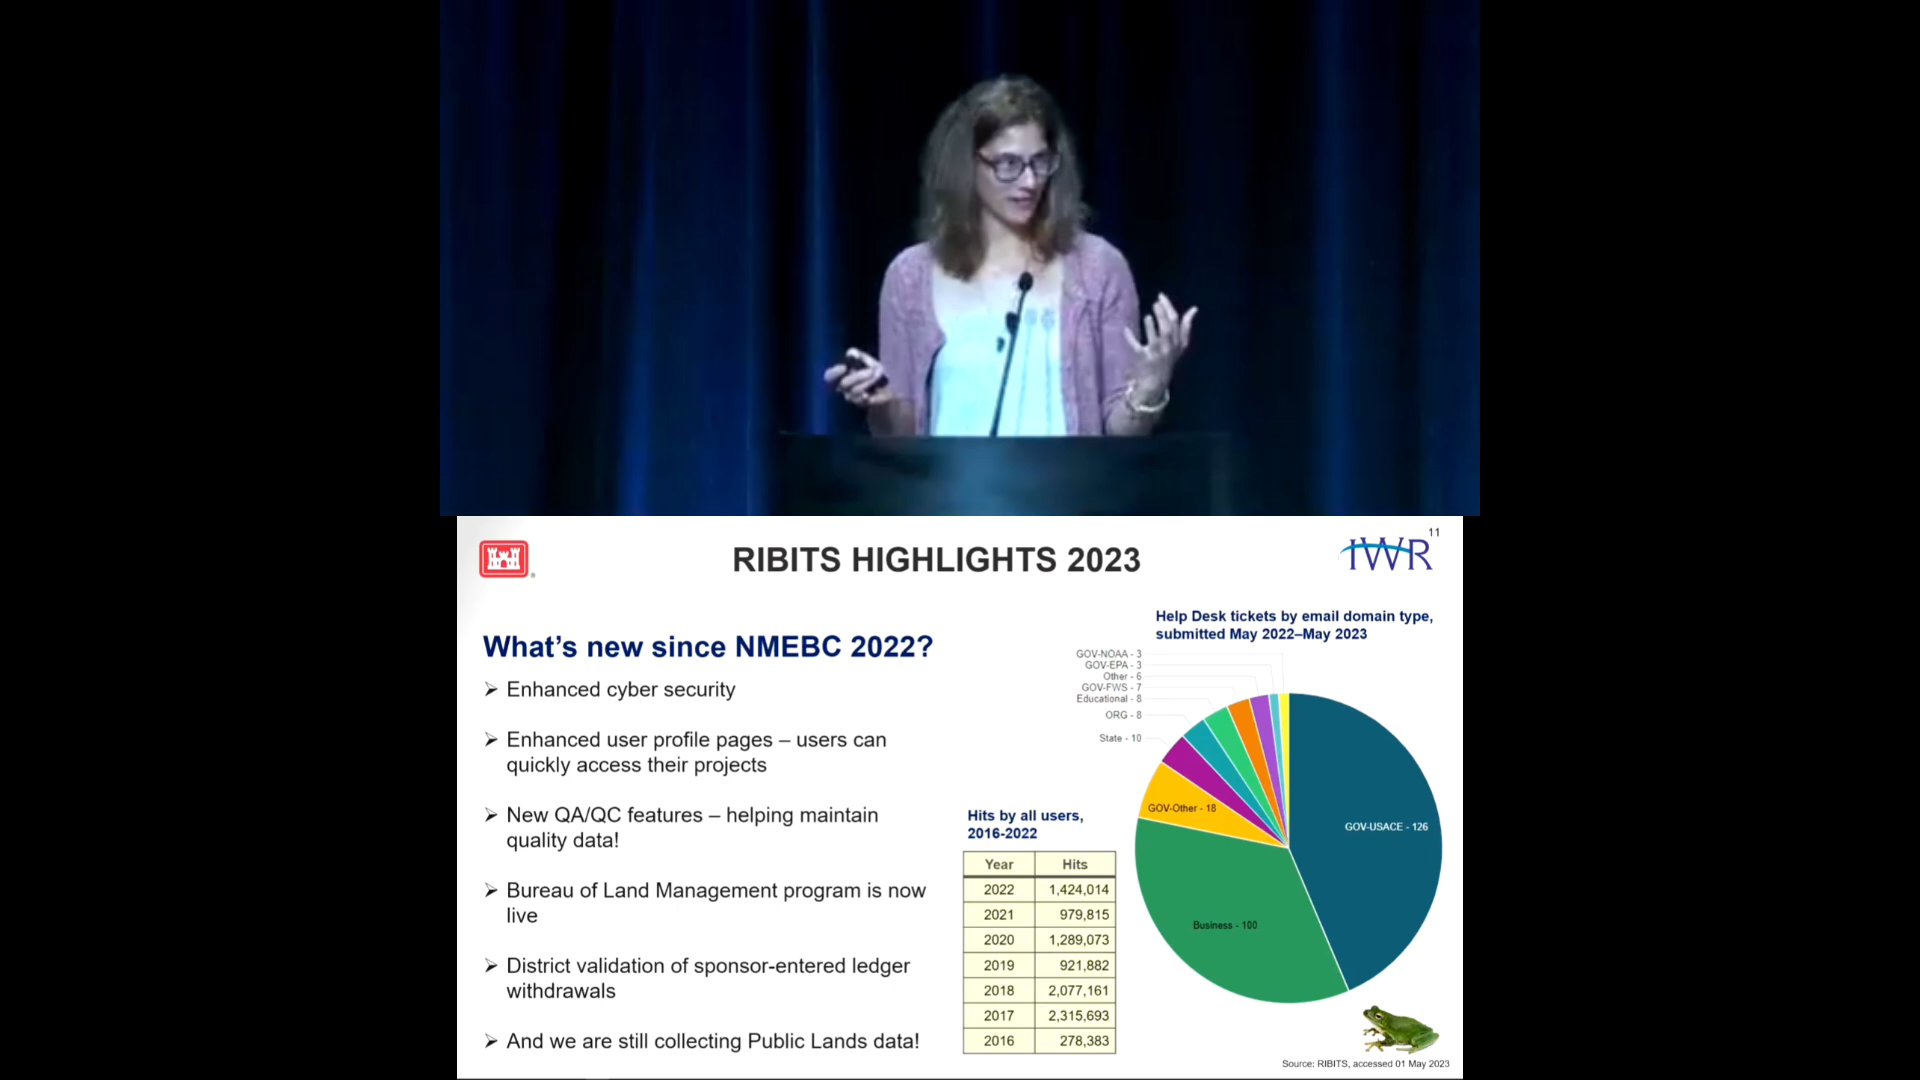 11
RIBITS HIGHLIGHTS 2023
IWR
®
What's new since NMEBC 2022?
➢ Enhanced cyber security
➢ Enhanced user profile pages – users can
quickly access their projects
➢ New QA/QC features – helping maintain
quality data!
➢ Bureau of Land Management program is now
live
➢ District validation of sponsor-entered ledger
withdrawals
➢ And we are still collecting Public Lands data!
Hits by all users,
2016-2022
Year Hits
2022 1,424,014
2021 979,815
2020 1,289,073
2019 921,882
2018 2,077,161
2017 2,315,693
2016 278,383
Help Desk tickets by email domain type,
submitted May 2022–May 2023
GOV-NOAA - 3
GOV-EPA - 3
Other - 6
GOV-FWS - 7
Educational - 8
ORG - 8
State - 10
GOV-Other - 18
GOV-USACE - 126
Business - 100
Source: RIBITS, accessed 01 May 2023